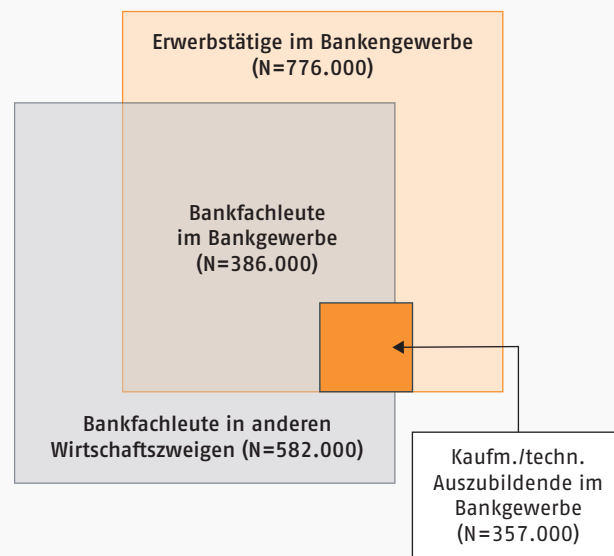 Erwerbstätige im Bankengewerbe
(N=776.000)
Bankfachleute
im Bankgewerbe
(N=386.000)
Bankfachleute in anderen
Wirtschaftszweigen (N=582.000)
Kaufm./techn.
Auszubildende im
Bankgewerbe
(N=357.000)